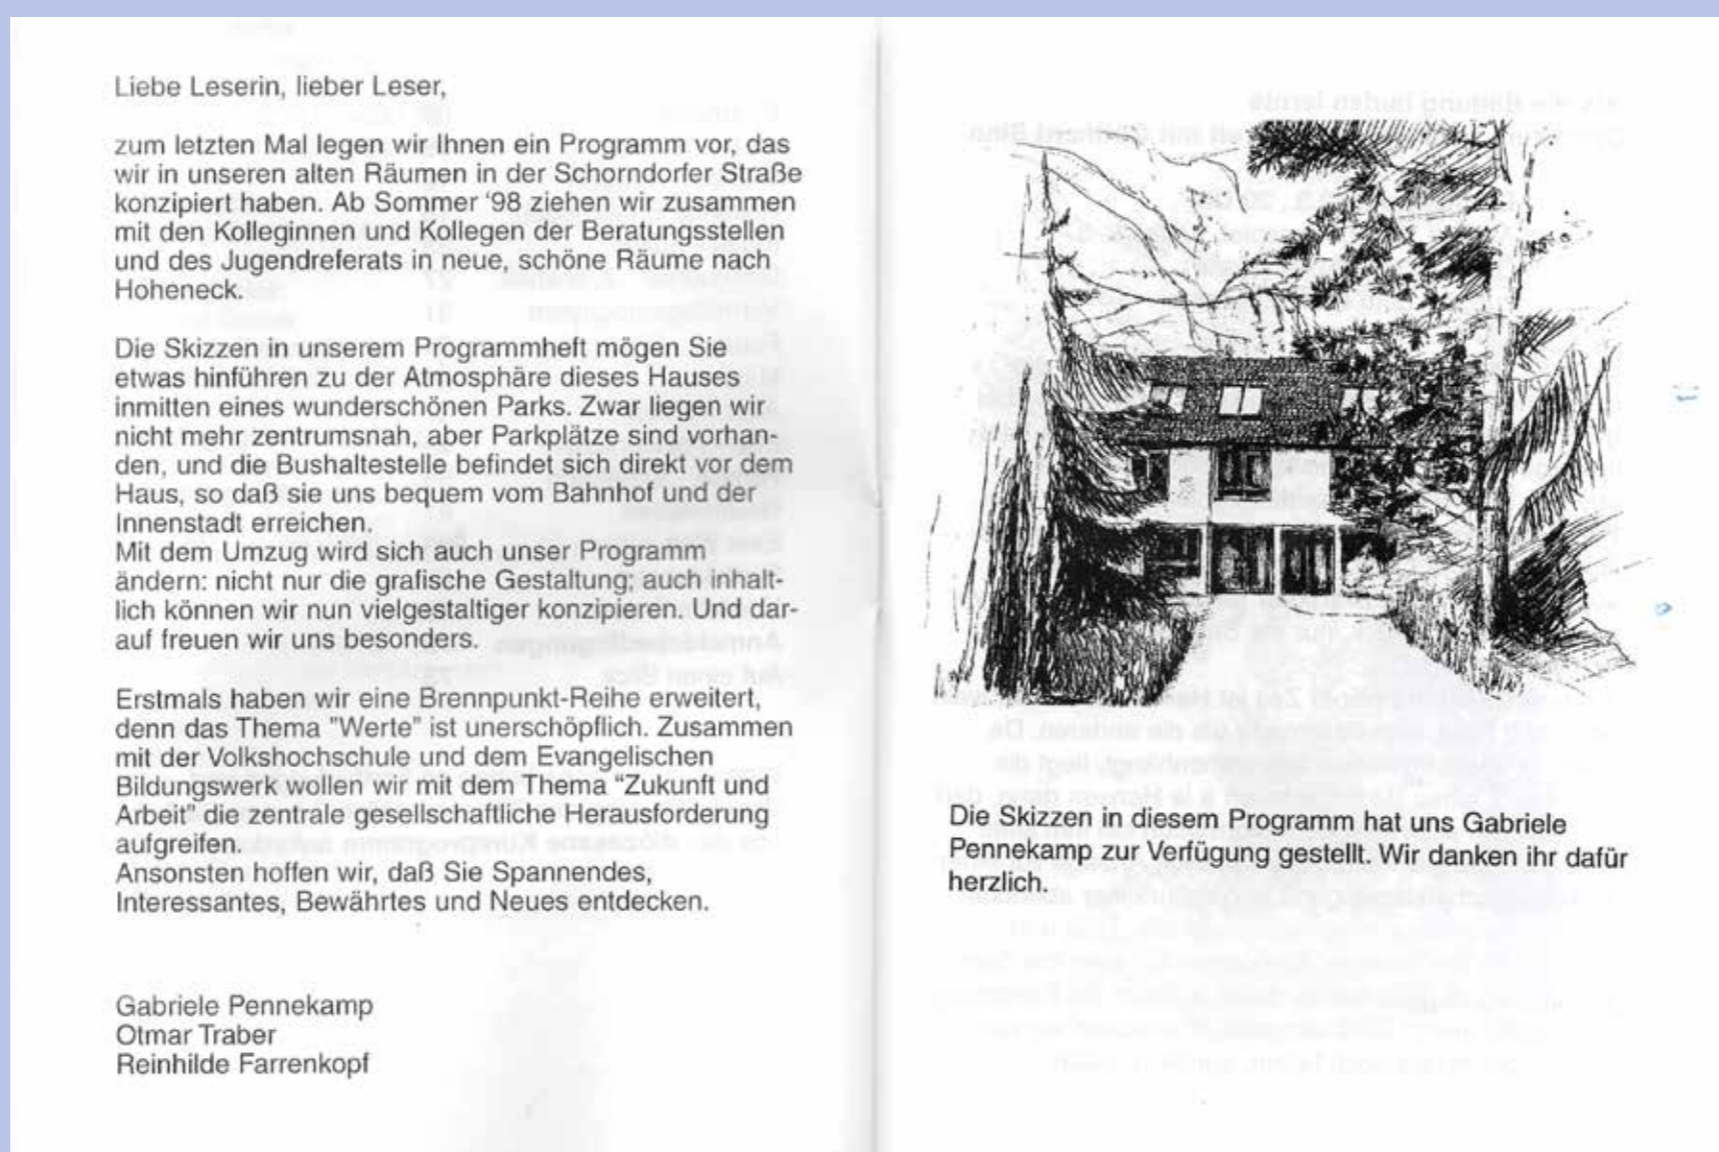 Liebe Leserin, lieber Leser,
zum letzten Mal legen wir Ihnen ein Programm vor, das
wir in unseren alten Räumen in der Schorndorfer Straße
konzipiert haben. Ab Sommer ‘98 ziehen wir zusammen
mit den Kolleginnen und Kollegen der Beratungsstellen
und des Jugendreferats in neue, schöne Räume nach
Hoheneck.
Die Skizzen in unserem Programmheft mögen Sie
etwas hinführen zu der Atmosphäre dieses Hauses
inmitten eines wunderschönen Parks. Zwar liegen wir
nicht mehr zentrumsnah, aber Parkplätze sind vorhan-
den, und die Bushaltestelle befindet sich direkt vor dem
Haus, so daß sie uns bequem vom Bahnhof und der
Innenstadt erreichen.
Mit dem Umzug wird sich auch unser Programm
ändern: nicht nur die grafische Gestaltung; auch inhalt-
lich können wir nun vielgestaltiger konzipieren. Und dar-
auf freuen wir uns besonders.
Erstmals haben wir eine Brennpunkt-Reihe erweitert,
denn das Thema "Werte" ist unerschöpflich. Zusammen
mit der Volkshochschule und dem Evangelischen
Bildungswerk wollen wir mit dem Thema “Zukunft und
Arbeit” die zentrale gesellschaftliche Herausforderung
aufgreifen.
Ansonsten hoffen wir, daß Sie Spannendes,
Interessantes, Bewährtes und Neues entdecken.
Gabriele Pennekamp
Otmar Traber
Reinhilde Farrenkopf
Die Skizzen in diesem Programm hat uns Gabriele
Pennekamp zur Verfügung gestellt. Wir danken ihr dafür
herzlich.